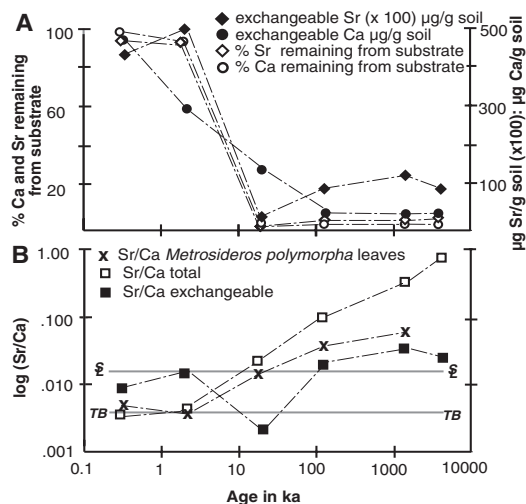 A
◆ exchangeable Sr (x 100) µg/g soil
● exchangeable Ca µg/g soil
◇ % Sr remaining from substrate
○ % Ca remaining from substrate
% Ca and Sr remaining
from substrate
100
60
20
500
300
100
µg Sr/g soil (x100): µg Ca/g soil
B
x Sr/Ca Metrosideros polymorpha leaves
□ Sr/Ca total
■ Sr/Ca exchangeable
log (Sr/Ca)
1.00
.100
.010
.001
TB
TB
0.1
1
10
100
1000
10000
Age in ka